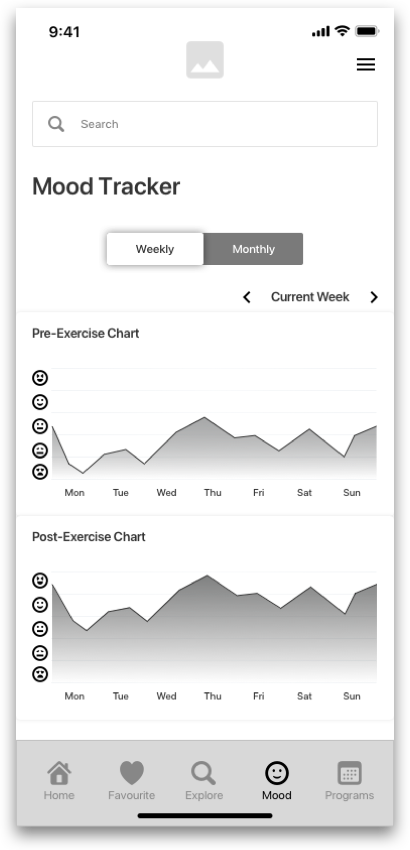 9:41
Search
Mood Tracker
Weekly Monthly
Current Week
Pre-Exercise Chart
Mon Tue Wed Thu Fri Sat Sun
Post-Exercise Chart
Mon Tue Wed Thu Fri Sat Sun
Home Favourite Explore Mood Programs